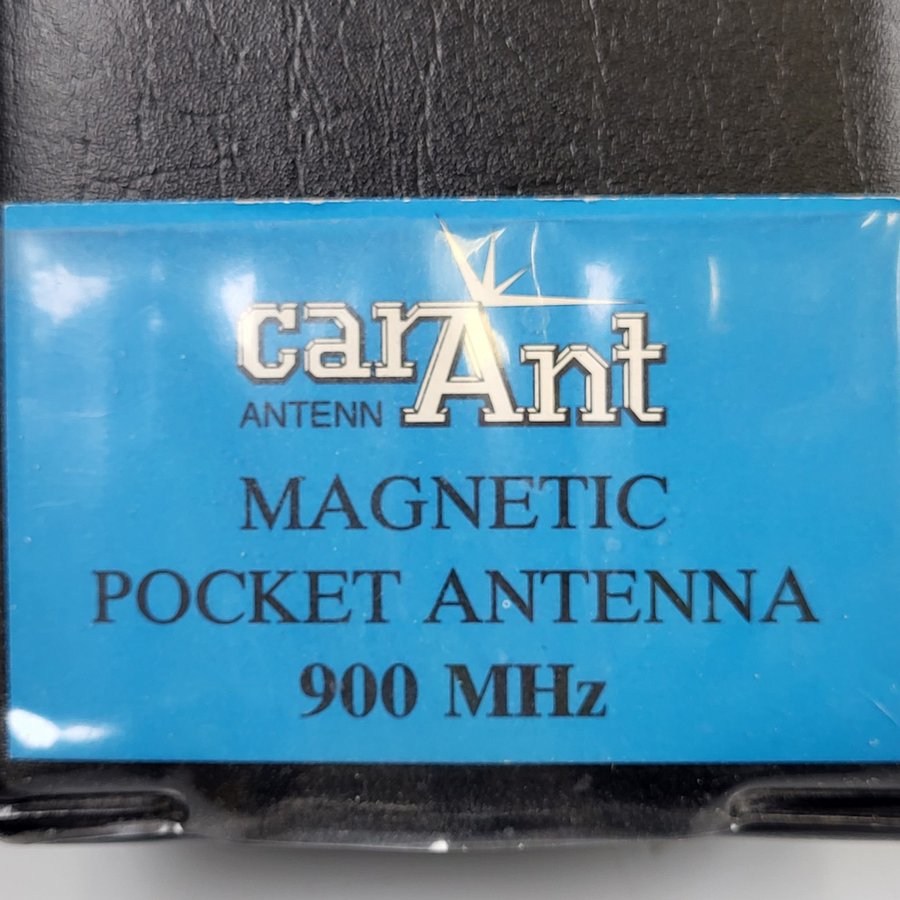 carAnt
ANTENN
MAGNETIC
POCKET ANTENNA
900 MHz